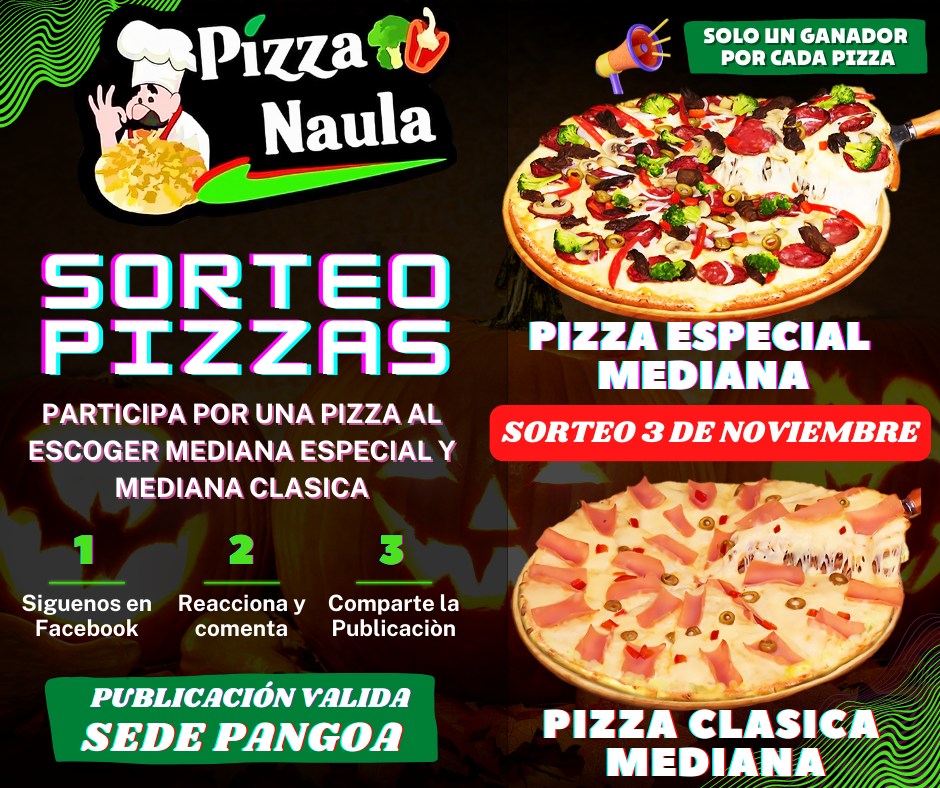 Pizza
Naula
SORTEO
PIZZAS
PARTICIPA POR UNA PIZZA AL
ESCOGER MEDIANA ESPECIAL Y
MEDIANA CLASICA
1
Siguenos en
Facebook
2
Reacciona y
comenta
3
Comparte la
Publicaciòn
PUBLICACIÓN VALIDA
SEDE PANGOA
SOLO UN GANADOR
POR CADA PIZZA
PIZZA ESPECIAL
MEDIANA
SORTEO 3 DE NOVIEMBRE
PIZZA CLASICA
MEDIANA